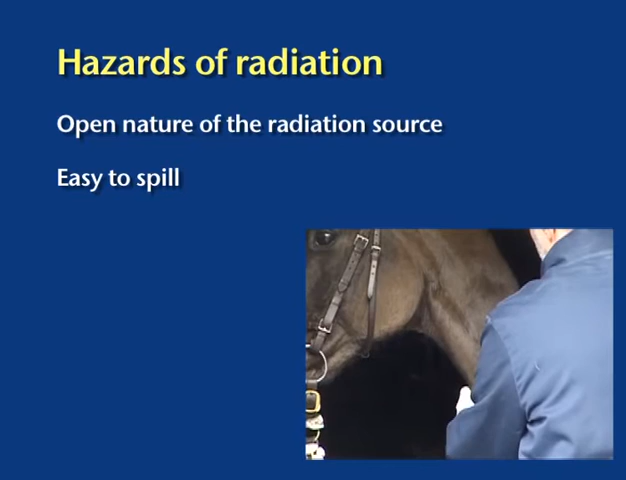 Hazards of radiation
Open nature of the radiation source
Easy to spill